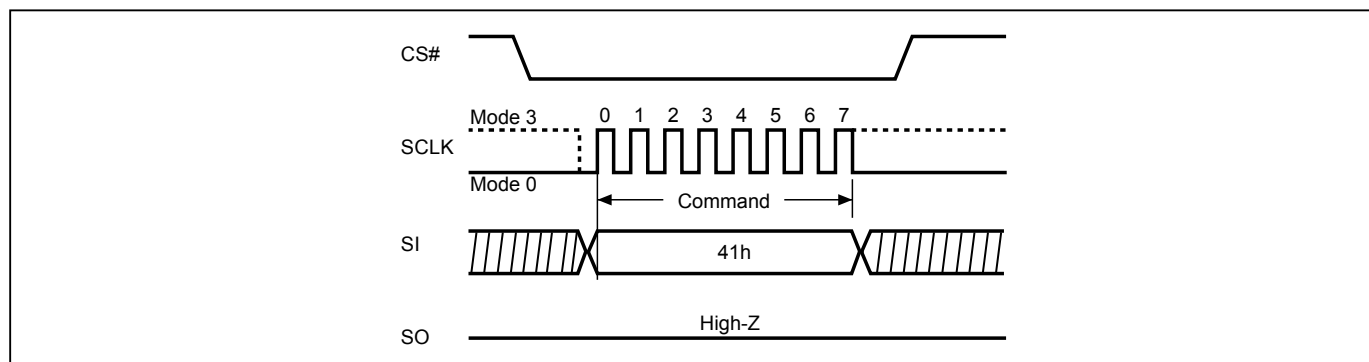 CS#
Mode 3
0 1 2 3 4 5 6 7
SCLK
Mode 0
Command
SI
41h
High-Z
SO